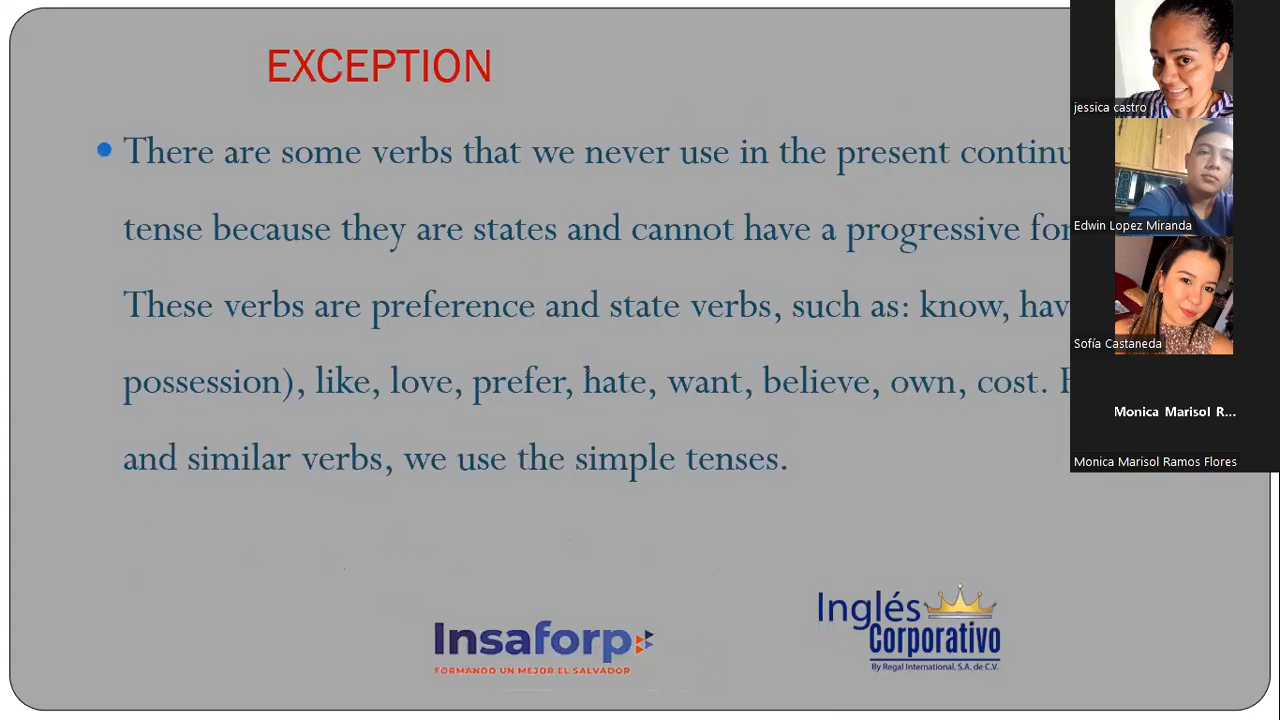 EXCEPTION
There are some verbs that we never use in the present continu
tense because they are states and cannot have a progressive for
These verbs are preference and state verbs, such as: know, hav
possession), like, love, prefer, hate, want, believe, own, cost.
and similar verbs, we use the simple tenses.
jessica castro
Edwin Lopez Miranda
Sofía Castaneda
Monica Marisol R...
Monica Marisol Ramos Flores
Insaforp
FORMANDO UN MEJOR EL SALVADOR
Inglés
Corporativo
By Regal International, S.A. de C.V.